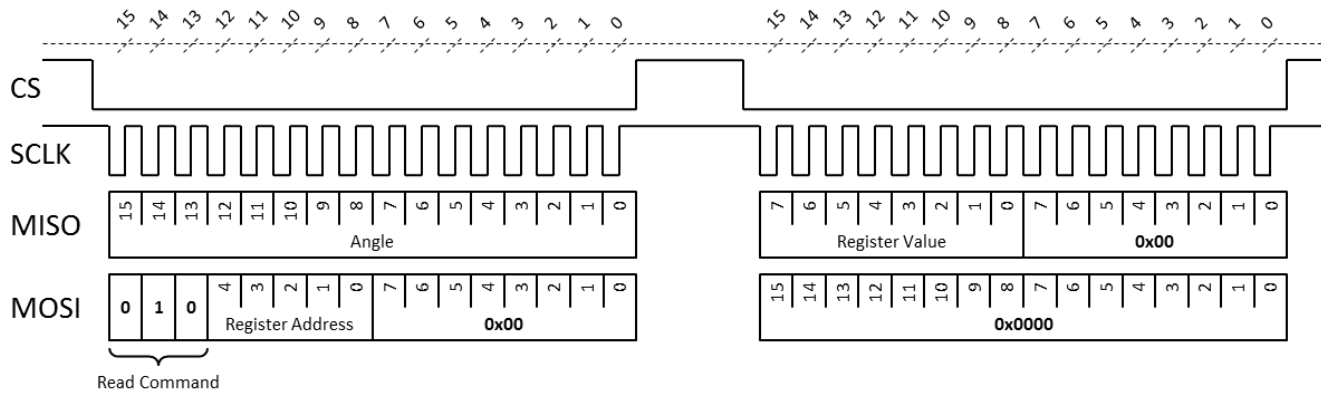 15 14 13 12 11 10 9 8 7 6 5 4 3 2 1 0 15 14 13 12 11 10 9 8 7 6 5 4 3 2 1 0
CS
SCLK
MISO 15 14 13 12 11 10 9 8 7 6 5 4 3 2 1 0 7 6 5 4 3 2 1 0 7 6 5 4 3 2 1 0
Angle Register Value 0x00
MOSI 0 1 0 4 3 2 1 0 7 6 5 4 3 2 1 0 15 14 13 12 11 10 9 8 7 6 5 4 3 2 1 0
Register Address 0x00 0x0000
Read Command